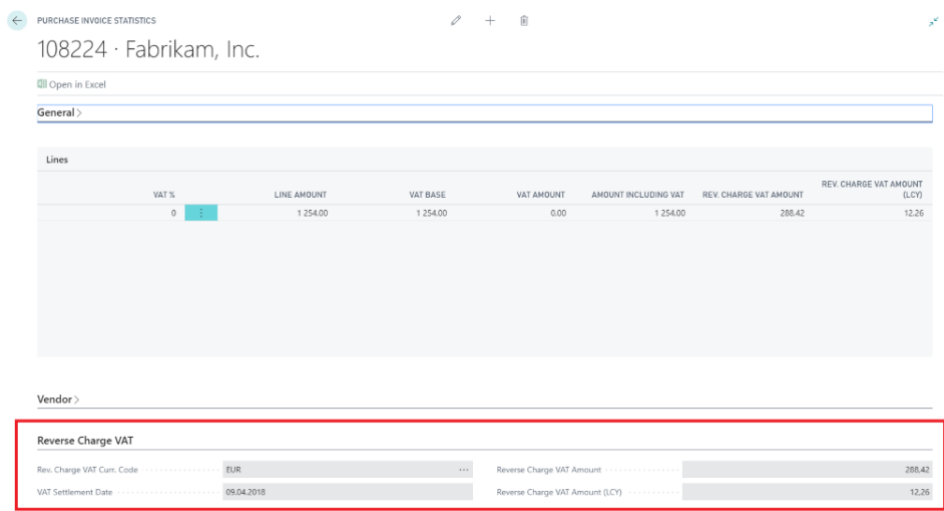 PURCHASE INVOICE STATISTICS
108224 · Fabrikam, Inc.
Open in Excel
General >
Lines
VAT % LINE AMOUNT VAT BASE VAT AMOUNT AMOUNT INCLUDING VAT REV. CHARGE VAT AMOUNT REV. CHARGE VAT AMOUNT (LCY)
0 1 254.00 1 254.00 0.00 1 254.00 288.42 12.26
Vendor >
Reverse Charge VAT
Rev. Charge VAT Curr. Code EUR ... Reverse Charge VAT Amount 288,42
VAT Settlement Date 09.04.2018 Reverse Charge VAT Amount (LCY) 12,26